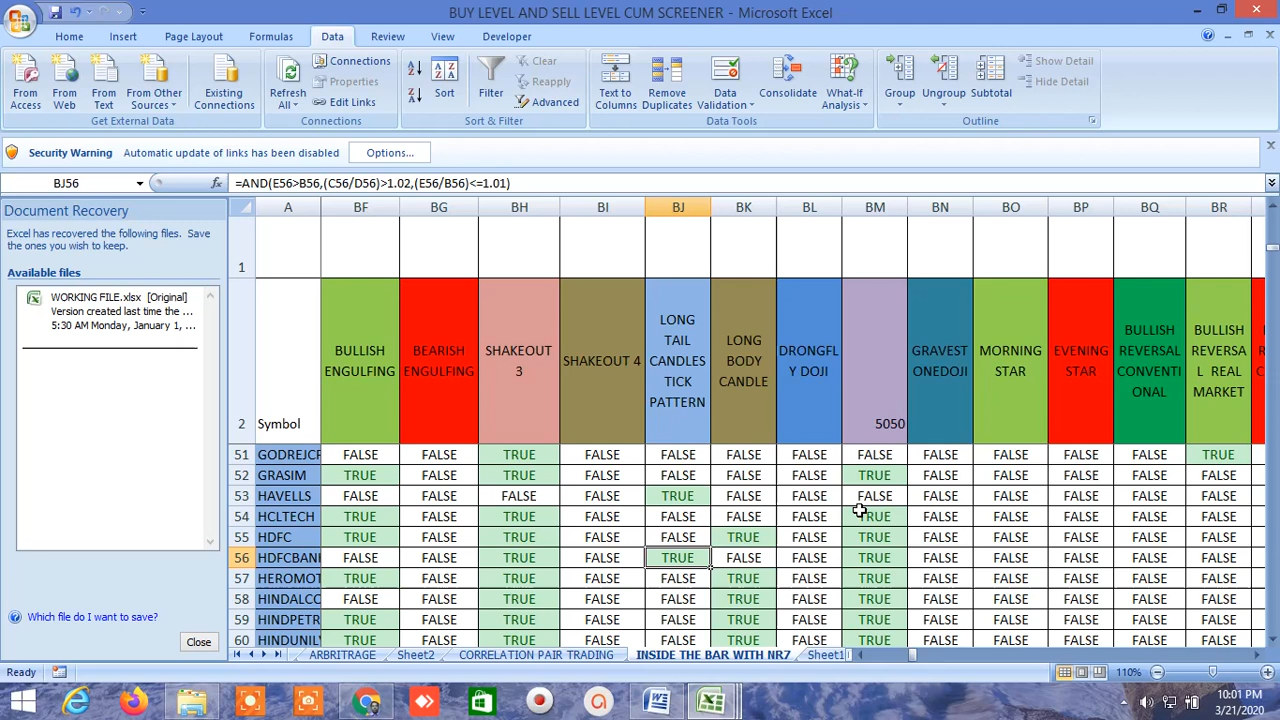 BUY LEVEL AND SELL LEVEL CUM SCREENER - Microsoft Excel
Home Insert Page Layout Formulas Data Review View Developer
From Access
From Web
From Text
From Other Sources
Existing Connections
Get External Data
Refresh All
Connections
Properties
Edit Links
Connections
Sort
Filter
Clear
Reapply
Advanced
Sort & Filter
Text to Columns
Remove Duplicates
Data Validation
Consolidate
What-If Analysis
Data Tools
Group
Ungroup
Subtotal
Show Detail
Hide Detail
Outline
Security Warning Automatic update of links has been disabled Options...
BJ56 fx =AND(E56>B56,(C56/D56)>1.02,(E56/B56)<=1.01)
Document Recovery
Excel has recovered the following files. Save
the ones you wish to keep.
Available files
WORKING FILE.xlsx [Original]
Version created last time the ...
5:30 AM Monday, January 1, ...
Which file do I want to save?
Close
A BF BG BH BI BJ BK BL BM BN BO BP BQ BR
1
2 Symbol
BULLISH
ENGULFING
BEARISH
ENGULFING
SHAKEOUT
3
SHAKEOUT 4
LONG
TAIL
CANDLES
TICK
PATTERN
LONG
BODY
CANDLE
DRONGFL
Y DOJI
5050
GRAVEST
ONEDOJI
MORNING
STAR
EVENING
STAR
BULLISH
REVERSAL
CONVENTI
ONAL
BULLISH
REVERSA
L REAL
MARKET
51 GODREJCP FALSE FALSE TRUE FALSE FALSE FALSE FALSE FALSE FALSE FALSE FALSE FALSE TRUE
52 GRASIM TRUE FALSE TRUE FALSE FALSE FALSE FALSE TRUE FALSE FALSE FALSE FALSE FALSE
53 HAVELLS FALSE FALSE FALSE FALSE TRUE FALSE FALSE FALSE FALSE FALSE FALSE FALSE FALSE
54 HCLTECH TRUE FALSE TRUE FALSE FALSE FALSE FALSE TRUE FALSE FALSE FALSE FALSE FALSE
55 HDFC TRUE FALSE TRUE FALSE FALSE TRUE FALSE TRUE FALSE FALSE FALSE FALSE FALSE
56 HDFCBANK FALSE FALSE TRUE FALSE TRUE FALSE FALSE TRUE FALSE FALSE FALSE FALSE FALSE
57 HEROMOT TRUE FALSE TRUE FALSE FALSE TRUE FALSE TRUE FALSE FALSE FALSE FALSE FALSE
58 HINDALCO FALSE FALSE TRUE FALSE FALSE TRUE FALSE TRUE FALSE FALSE FALSE FALSE FALSE
59 HINDPETR TRUE FALSE TRUE FALSE FALSE TRUE FALSE TRUE FALSE FALSE FALSE FALSE FALSE
60 HINDUNIL TRUE FALSE TRUE FALSE FALSE TRUE FALSE TRUE FALSE FALSE FALSE FALSE FALSE
ARBRITRAGE Sheet2 CORRELATION PAIR TRADING INSIDE THE BAR WITH NR7 Sheet1
Ready 110%
10:01 PM
3/21/2020